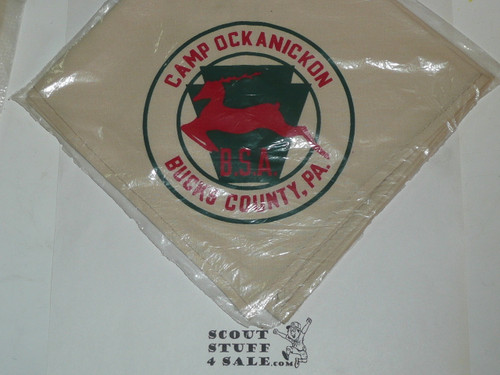 CAMP OCKANICKON
B.S.A.
BUCKS COUNTY, PA.
SCOUT
STUFF
4 SALE.com